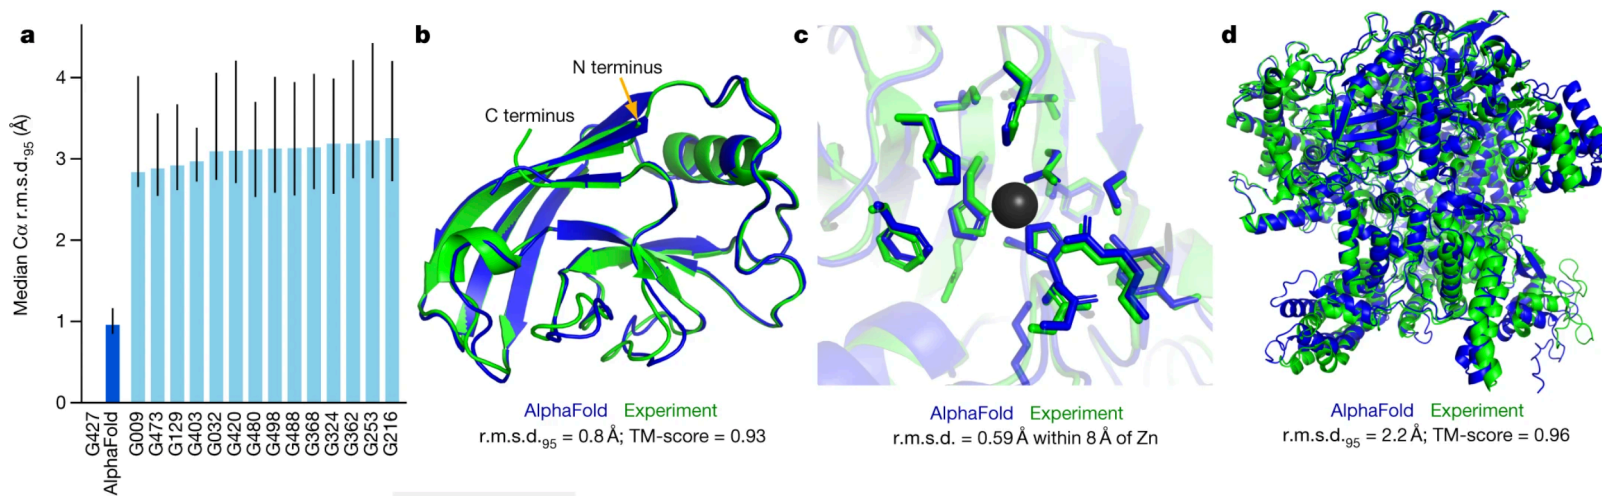 a
Median Cα r.m.s.d.95 (Å)
4
3
2
1
0
G427
AlphaFold
G009
G473
G129
G403
G032
G420
G480
G498
G488
G368
G324
G362
G253
G216
b
N terminus
C terminus
AlphaFold Experiment
r.m.s.d.95 = 0.8 Å; TM-score = 0.93
c
AlphaFold Experiment
r.m.s.d. = 0.59 Å within 8 Å of Zn
d
AlphaFold Experiment
r.m.s.d.95 = 2.2 Å; TM-score = 0.96